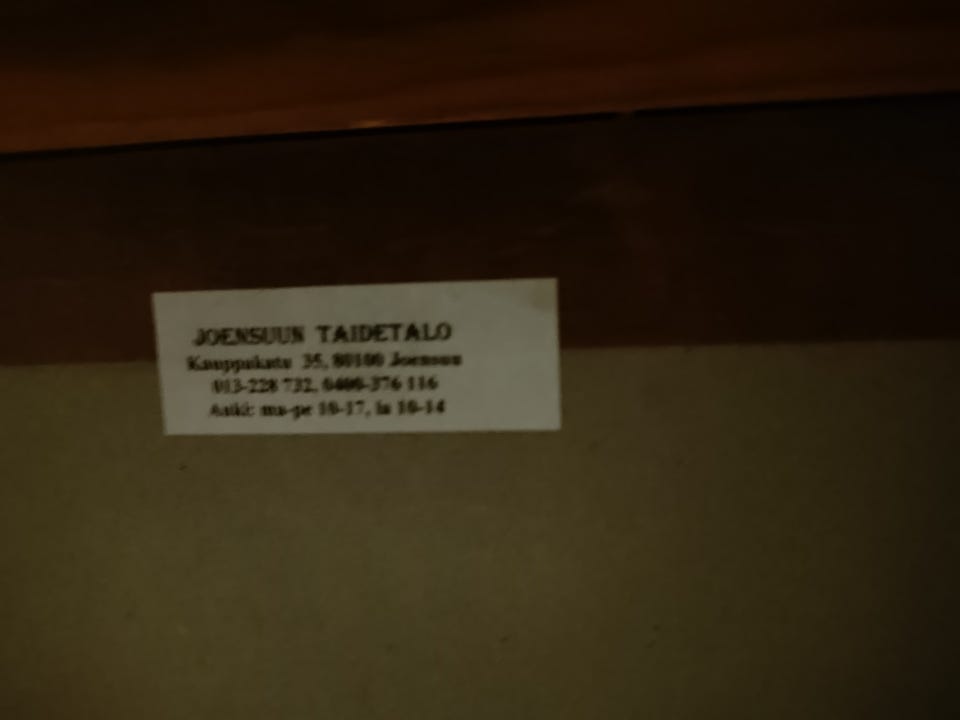 JOENSUUN TAIDETALO
Kauppakatu 35, 80100 Joensuu
013-228 732, 0400-376 116
Auki: ma-pe 10-17, la 10-14